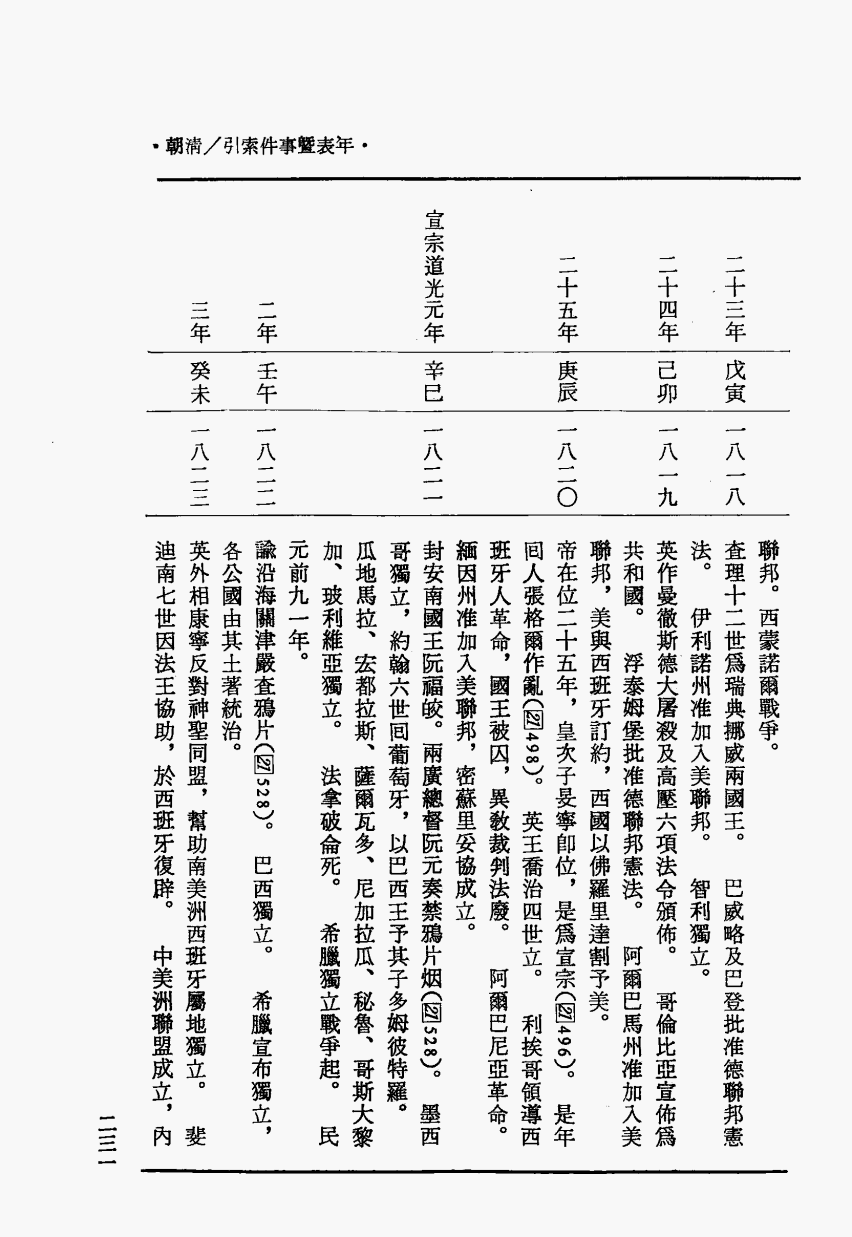 ・年表暨事件索引／清朝・
聯邦。西蒙諾爾戰爭。
二十三年 戊寅 一八一八 查理十二世爲瑞典挪威兩國王。 巴威略及巴登批准德聯邦憲
法。 伊利諾州准加入美聯邦。 智利獨立。
二十四年 己卯 一八一九 英作曼徹斯德大屠殺及高壓六項法令頒佈。 哥倫比亞宣佈爲
共和國。 浮泰姆堡批准德聯邦憲法。 阿爾巴馬州准加入美
聯邦，美與西班牙訂約，西國以佛羅里達割予美。
二十五年 庚辰 一八二〇 帝在位二十五年，皇次子旻寧卽位，是爲宣宗(22496)。 是年
囘人張格爾作亂(22498)。 英王喬治四世立。 利挨哥領導西
班牙人革命，國王被囚，異敎裁判法廢。 阿爾巴尼亞革命。
緬因州准加入美聯邦，密蘇里妥協成立。
宣宗道光元年 辛巳 一八二一 封安南國王阮福皎。兩廣總督阮元奏禁鴉片烟(22528)。 墨西
哥獨立，約翰六世囘葡萄牙，以巴西王予其子多姆彼特羅。
瓜地馬拉、宏都拉斯、薩爾瓦多、尼加拉瓜、秘魯、哥斯大黎
加、玻利維亞獨立。 法拿破侖死。 希臘獨立戰爭起。 民
元前九一年。
二年 壬午 一八二二 諭沿海關津嚴查鴉片(22528)。 巴西獨立。 希臘宣布獨立，
各公國由其土著統治。
三年 癸未 一八二三 英外相康寧反對神聖同盟，幫助南美洲西班牙屬地獨立。 斐
迪南七世因法王協助，於西班牙復辟。 中美洲聯盟成立，內
二三一